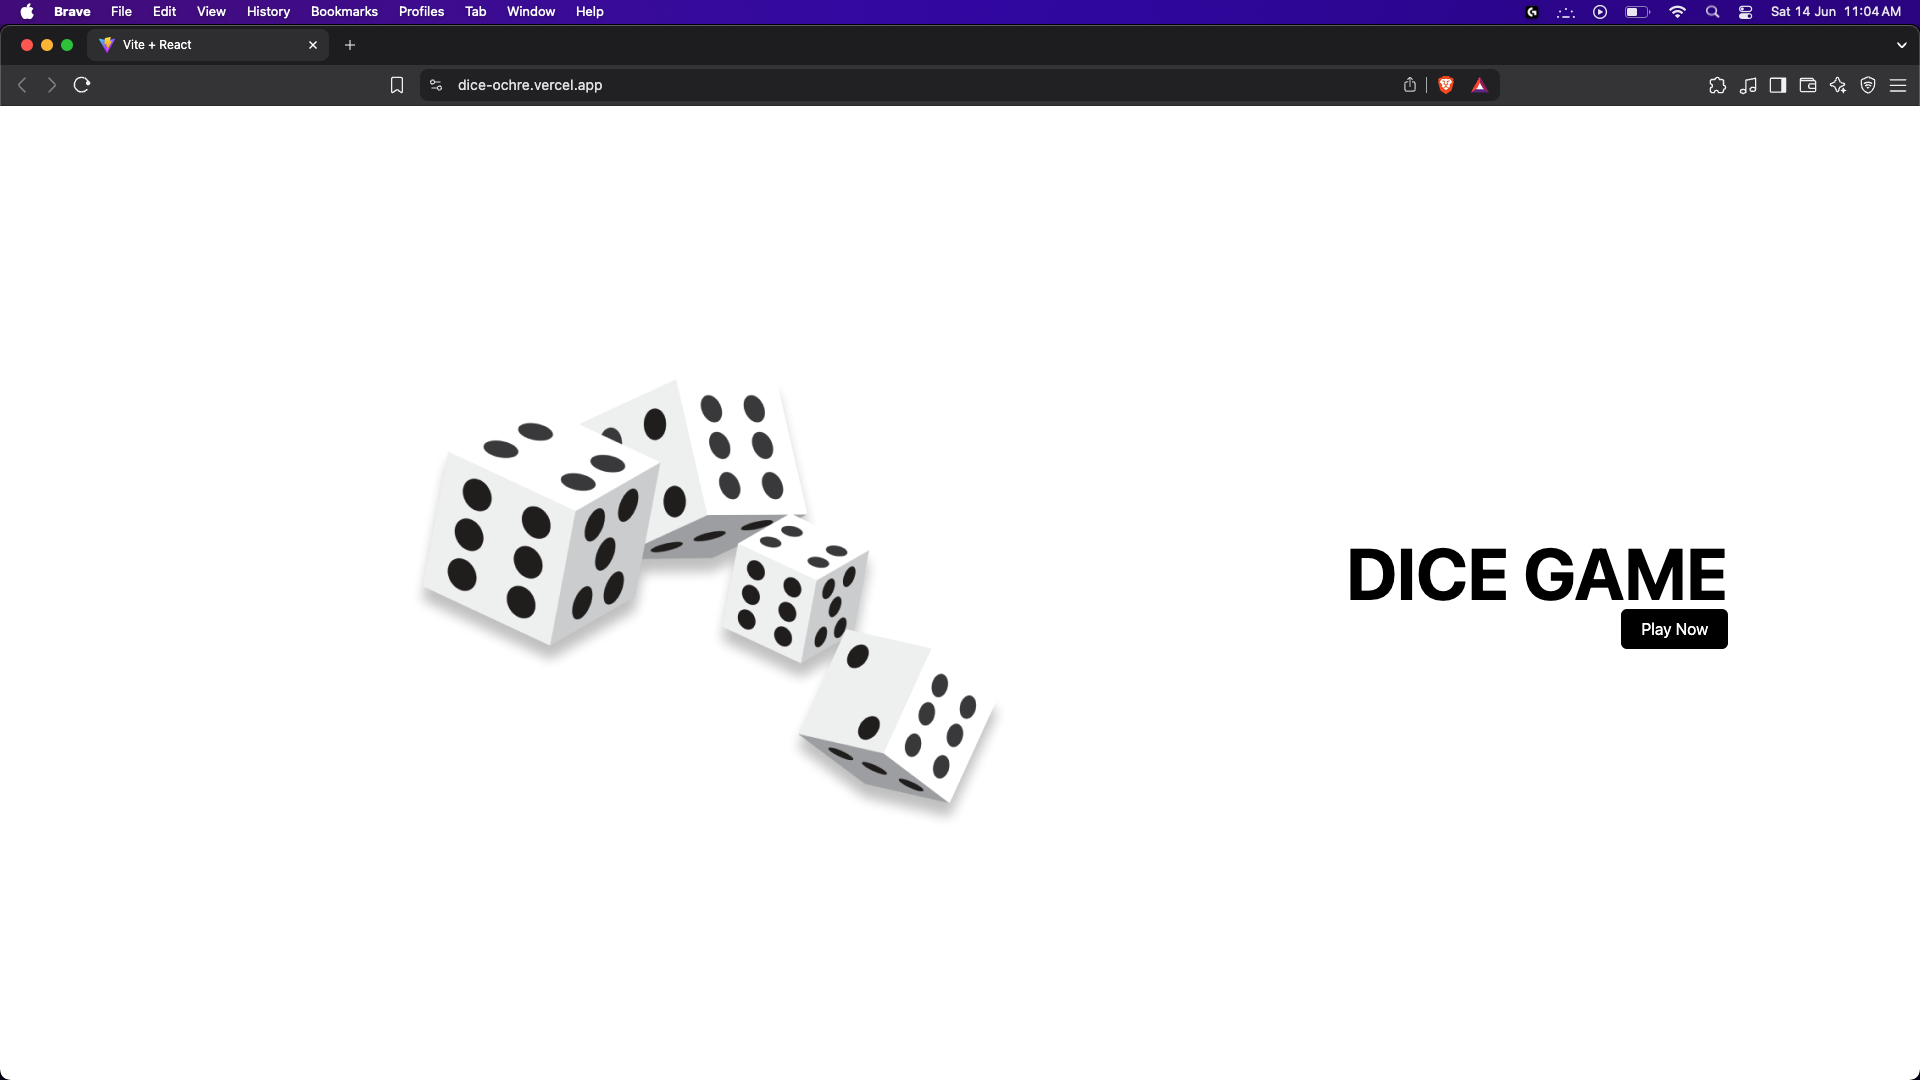 Brave File Edit View History Bookmarks Profiles Tab Window Help Sat 14 Jun 11:04 AM
Vite + React
dice-ochre.vercel.app
DICE GAME
Play Now